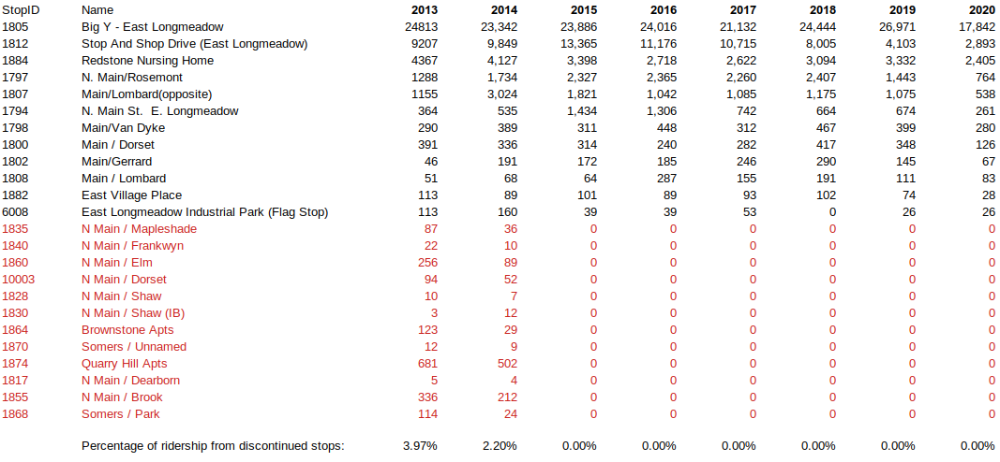 StopID Name 2013 2014 2015 2016 2017 2018 2019 2020
1805 Big Y - East Longmeadow 24813 23,342 23,886 24,016 21,132 24,444 26,971 17,842
1812 Stop And Shop Drive (East Longmeadow) 9207 9,849 13,365 11,176 10,715 8,005 4,103 2,893
1884 Redstone Nursing Home 4367 4,127 3,398 2,718 2,622 3,094 3,332 2,405
1797 N. Main/Rosemont 1288 1,734 2,327 2,365 2,260 2,407 1,443 764
1807 Main/Lombard(opposite) 1155 3,024 1,821 1,042 1,085 1,175 1,075 538
1794 N. Main St. E. Longmeadow 364 535 1,434 1,306 742 664 674 261
1798 Main/Van Dyke 290 389 311 448 312 467 399 280
1800 Main / Dorset 391 336 314 240 282 417 348 126
1802 Main/Gerrard 46 191 172 185 246 290 145 67
1808 Main / Lombard 51 68 64 287 155 191 111 83
1882 East Village Place 113 89 101 89 93 102 74 28
6008 East Longmeadow Industrial Park (Flag Stop) 113 160 39 39 53 0 26 26
1835 N Main / Mapleshade 87 36 0 0 0 0 0 0
1840 N Main / Frankwyn 22 10 0 0 0 0 0 0
1860 N Main / Elm 256 89 0 0 0 0 0 0
10003 N Main / Dorset 94 52 0 0 0 0 0 0
1828 N Main / Shaw 10 7 0 0 0 0 0 0
1830 N Main / Shaw (IB) 3 12 0 0 0 0 0 0
1864 Brownstone Apts 123 29 0 0 0 0 0 0
1870 Somers / Unnamed 12 9 0 0 0 0 0 0
1874 Quarry Hill Apts 681 502 0 0 0 0 0 0
1817 N Main / Dearborn 5 4 0 0 0 0 0 0
1855 N Main / Brook 336 212 0 0 0 0 0 0
1868 Somers / Park 114 24 0 0 0 0 0 0
Percentage of ridership from discontinued stops: 3.97% 2.20% 0.00% 0.00% 0.00% 0.00% 0.00% 0.00%